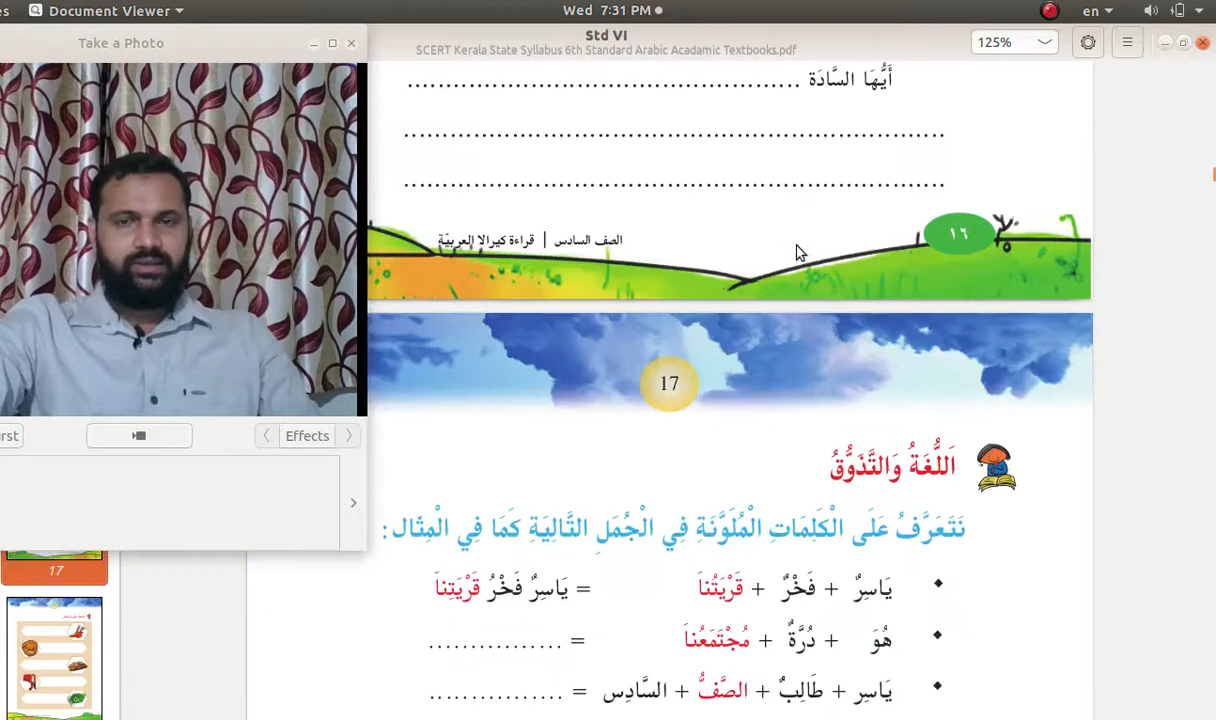 es Document Viewer Wed 7:31 PM en
Take a Photo
Std VI
SCERT Kerala State Syllabus 6th Standard Arabic Acadamic Textbooks.pdf
125%
أَيُّهَا السَّادَة ......................................................
..........................................................................
..........................................................................
١٦
الصف السادس | قراءة كيرالا العربيّة
17
اَللُّغَةُ وَالتَّذَوُّقُ
نَتَعَرَّفُ عَلَى الْكَلِمَاتِ الْمُلَوَّنَةِ فِي الْجُمَلِ التَّالِيَةِ كَمَا فِي الْمِثَالِ :
• يَاسِرٌ + فَخْرٌ + قَرْيَتُنَا = يَاسِرٌ فَخْرُ قَرْيَتِنَا
• هُوَ + دُرَّةٌ + مُجْتَمَعُنَا = ................
• يَاسِر + طَالِبٌ + الصَّفُّ + السَّادِس = ................
urst
Effects
17